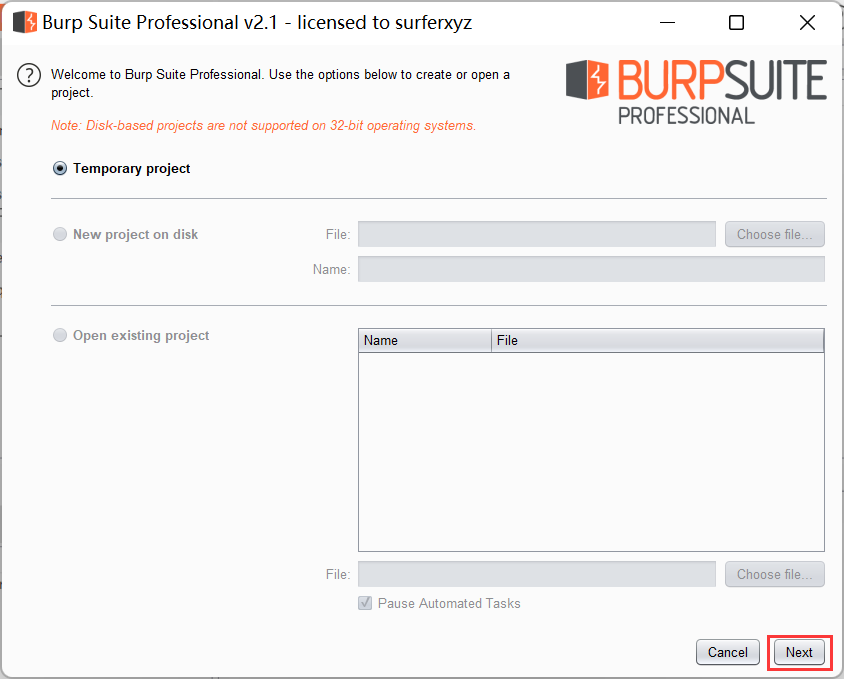 Burp Suite Professional v2.1 - licensed to surferxyz
? Welcome to Burp Suite Professional. Use the options below to create or open a
project.
BURPSUITE
PROFESSIONAL
Note: Disk-based projects are not supported on 32-bit operating systems.
Temporary project
New project on disk
File:
Choose file...
Name:
Open existing project
Name File
File:
Choose file...
Pause Automated Tasks
Cancel Next